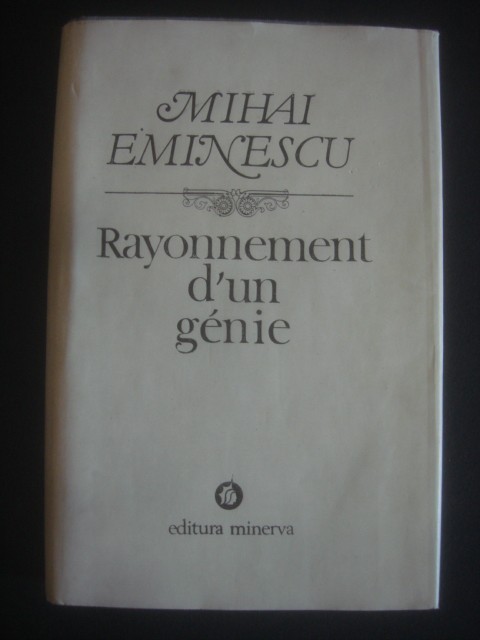 MIHAI
EMINESCU
Rayonnement
d'un
génie
editura minerva